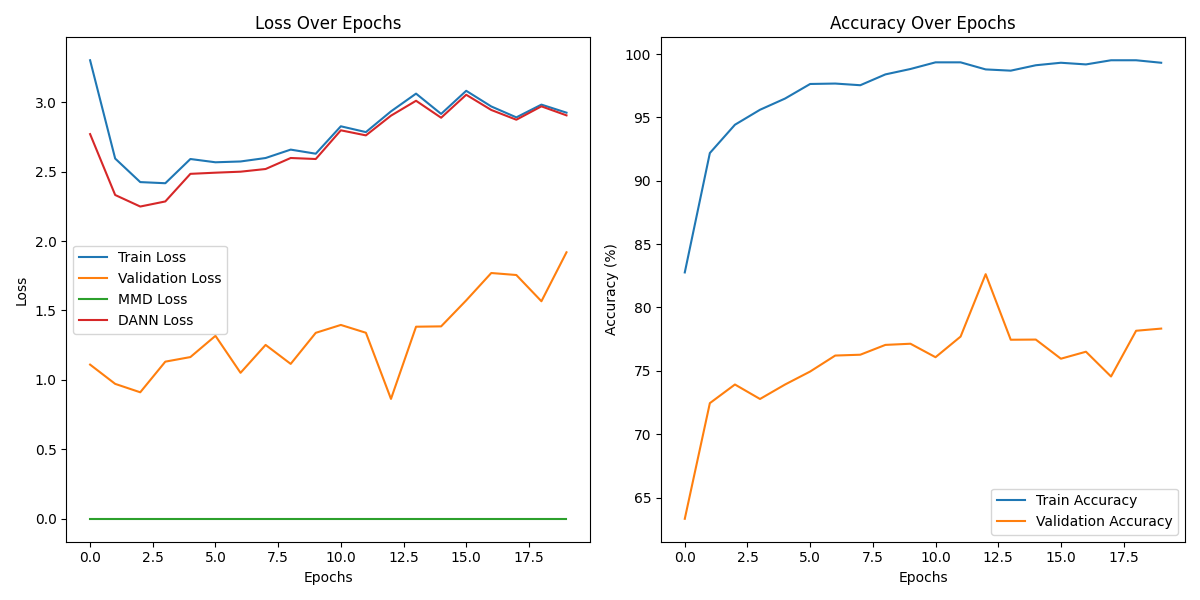 Loss Over Epochs
3.0
2.5
2.0
1.5
1.0
0.5
0.0
Loss
Train Loss
Validation Loss
MMD Loss
DANN Loss
0.0 2.5 5.0 7.5 10.0 12.5 15.0 17.5
Epochs
Accuracy Over Epochs
100
95
90
85
80
75
70
65
Accuracy (%)
Train Accuracy
Validation Accuracy
0.0 2.5 5.0 7.5 10.0 12.5 15.0 17.5
Epochs